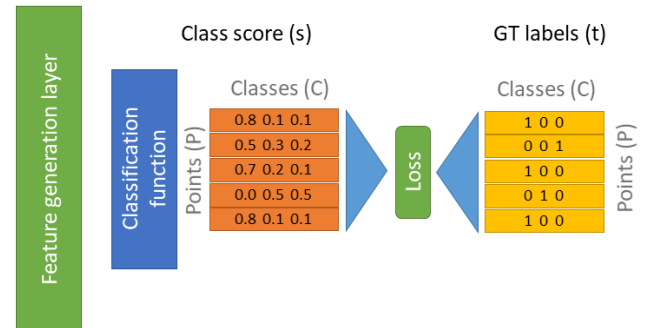 Feature generation layer
Classification
function
Class score (s)
Classes (C)
Points (P)
0.8 0.1 0.1
0.5 0.3 0.2
0.7 0.2 0.1
0.0 0.5 0.5
0.8 0.1 0.1
Loss
GT labels (t)
Classes (C)
1 0 0
0 0 1
1 0 0
0 1 0
1 0 0
Points (P)